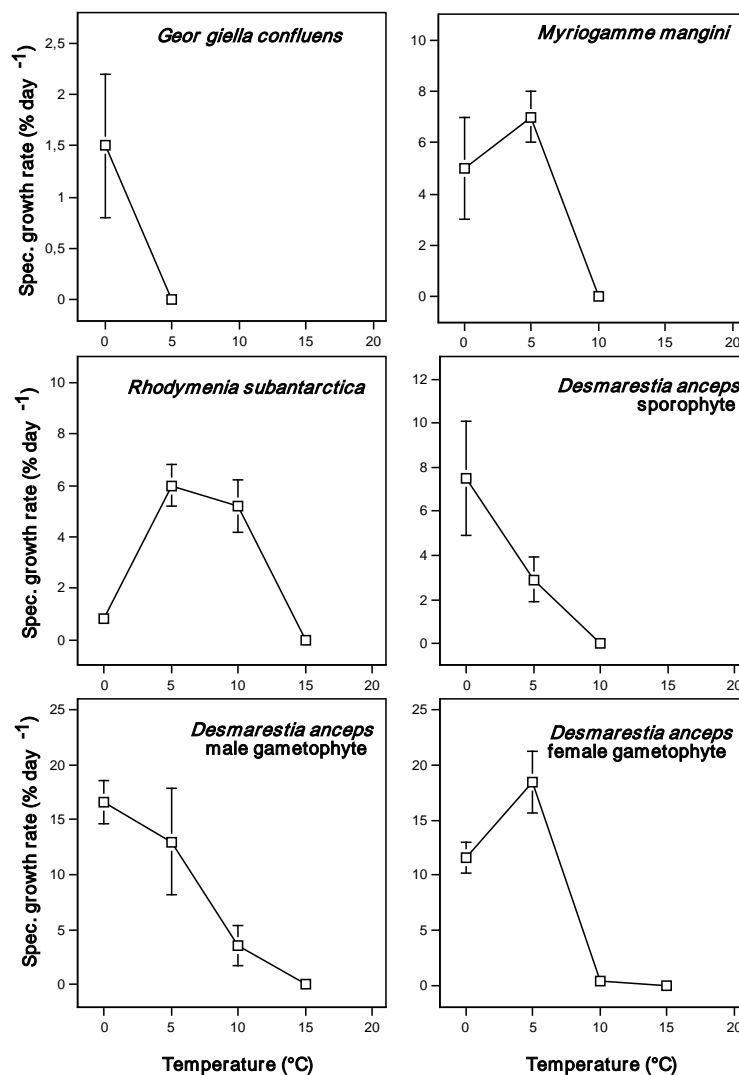 Geor giella confluens
Spec. growth rate (% day -1)
2,5
2
1,5
1
0,5
0
0 5 10 15 20
Myriogamme mangini
10
8
6
4
2
0
0 5 10 15 20
Rhodymenia subantarctica
Spec. growth rate (% day -1)
10
8
6
4
2
0
0 5 10 15 20
Desmarestia anceps
sporophyte
12
10
8
6
4
2
0
0 5 10 15 20
Desmarestia anceps
male gametophyte
Spec. growth rate (% day -1)
25
20
15
10
5
0
0 5 10 15 20
Temperature (°C)
Desmarestia anceps
female gametophyte
25
20
15
10
5
0
0 5 10 15 20
Temperature (°C)